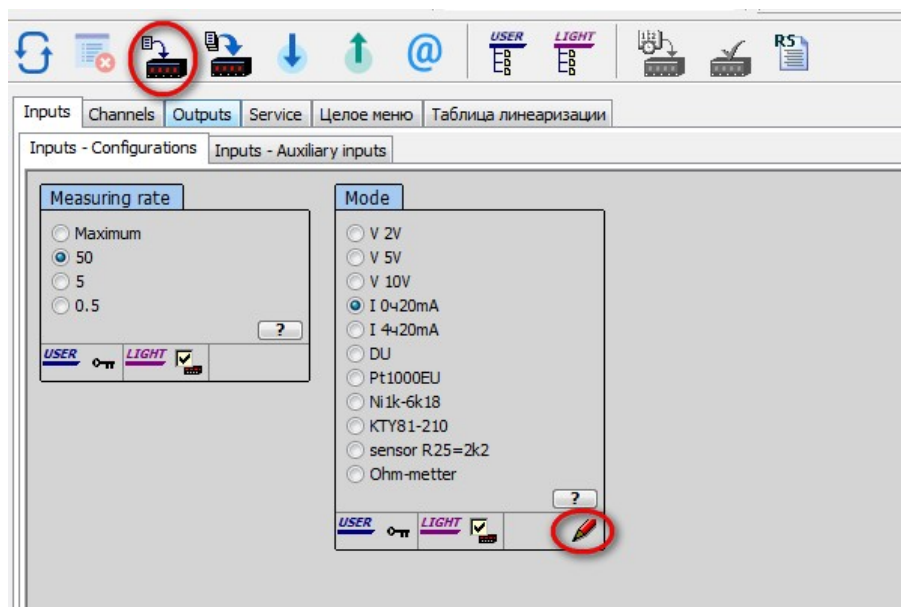 USER LIGHT RS
Inputs Channels Outputs Service Целое меню Таблица линеаризации
Inputs - Configurations Inputs - Auxiliary inputs
Measuring rate
Maximum
50
5
0.5
?
USER LIGHT
Mode
V 2V
V 5V
V 10V
I 0ч20mA
I 4ч20mA
DU
Pt1000EU
Ni1k-6k18
KTY81-210
sensor R25=2k2
Ohm-metter
?
USER LIGHT